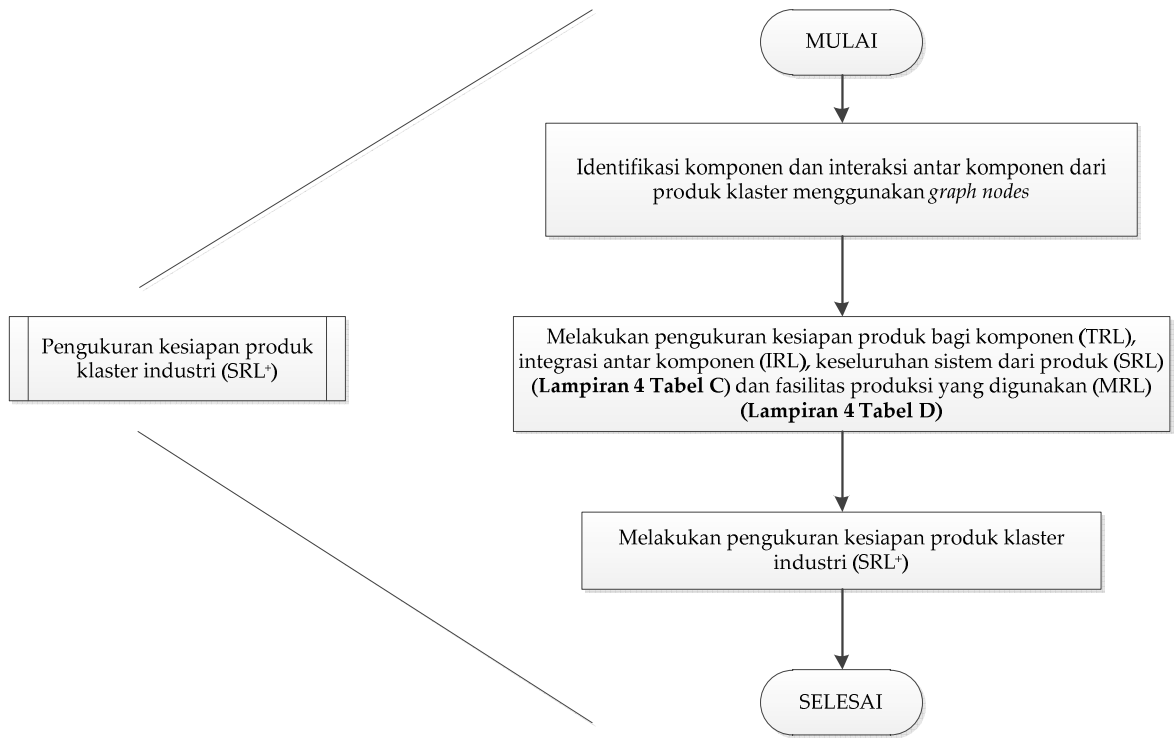 MULAI
Identifikasi komponen dan interaksi antar komponen dari
produk klaster menggunakan graph nodes
Pengukuran kesiapan produk
klaster industri (SRL+)
Melakukan pengukuran kesiapan produk bagi komponen (TRL),
integrasi antar komponen (IRL), keseluruhan sistem dari produk (SRL)
(Lampiran 4 Tabel C) dan fasilitas produksi yang digunakan (MRL)
(Lampiran 4 Tabel D)
Melakukan pengukuran kesiapan produk klaster
industri (SRL+)
SELESAI